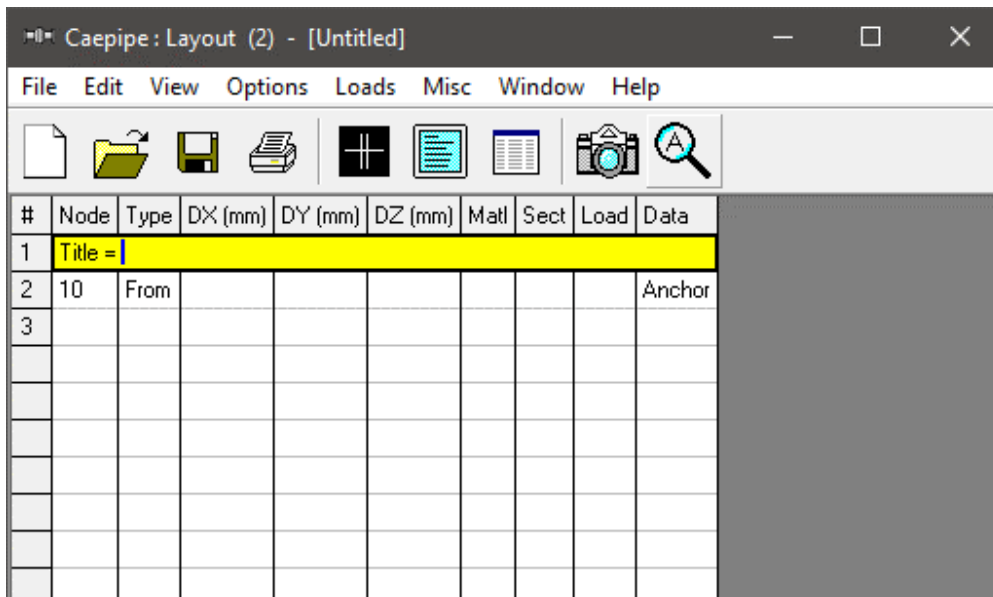 Caepipe : Layout (2) - [Untitled]
File Edit View Options Loads Misc Window Help
A
# Node Type DX (mm) DY (mm) DZ (mm) Matl Sect Load Data
1 Title =
2 10 From Anchor
3